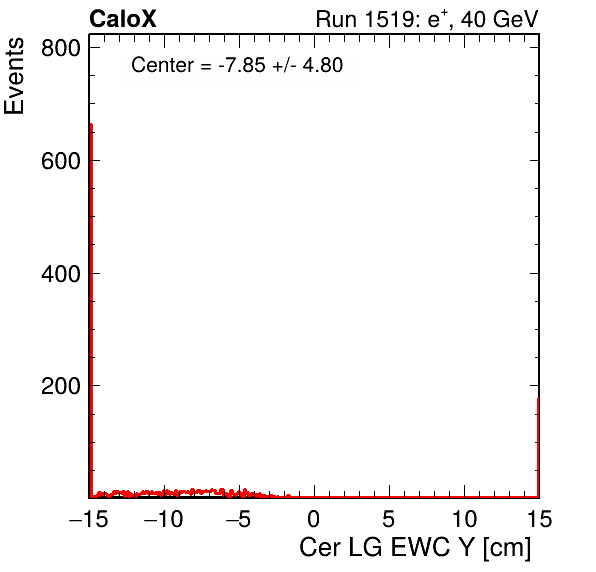 CaloX Run 1519: e⁺, 40 GeV
Events
Center = -7.85 +/- 4.80
800
600
400
200
−15 −10 −5 0 5 10 15
Cer LG EWC Y [cm]